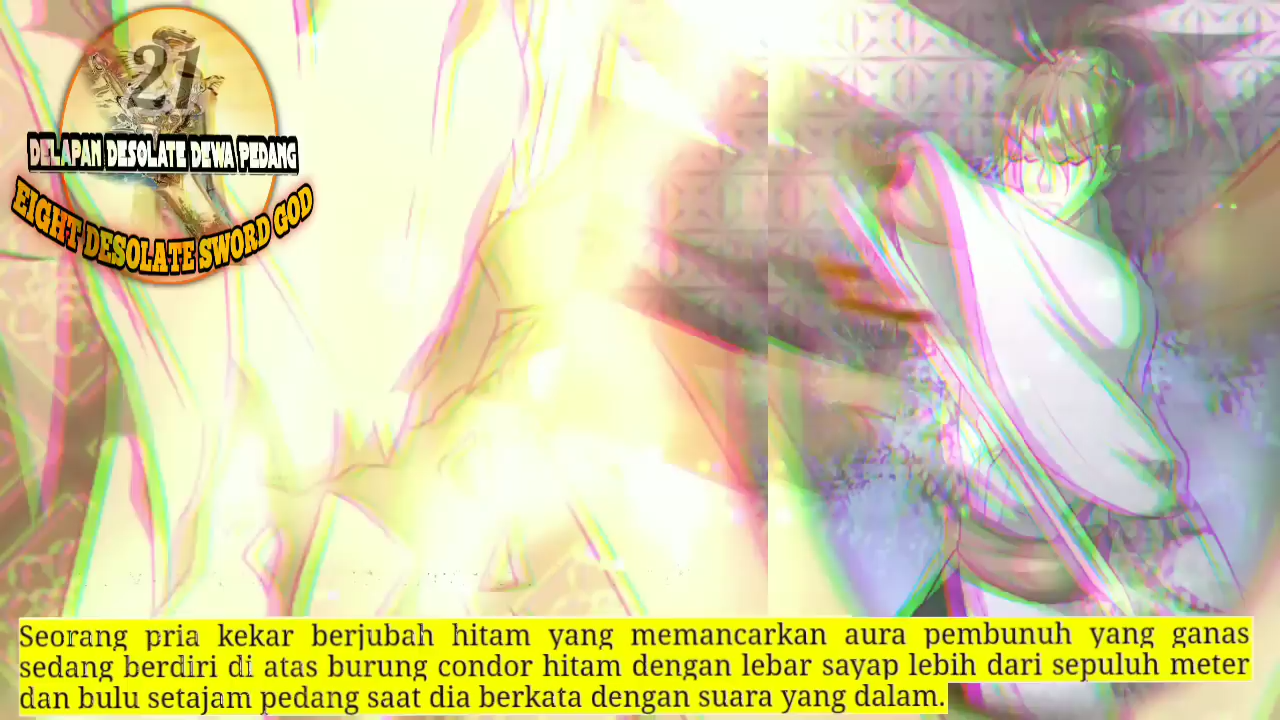 21
DELAPAN DESOLATE DEWA PEDANG
EIGHT DESOLATE SWORD GOD
Seorang pria kekar berjubah hitam yang memancarkan aura pembunuh yang ganas
sedang berdiri di atas burung condor hitam dengan lebar sayap lebih dari sepuluh meter
dan bulu setajam pedang saat dia berkata dengan suara yang dalam.